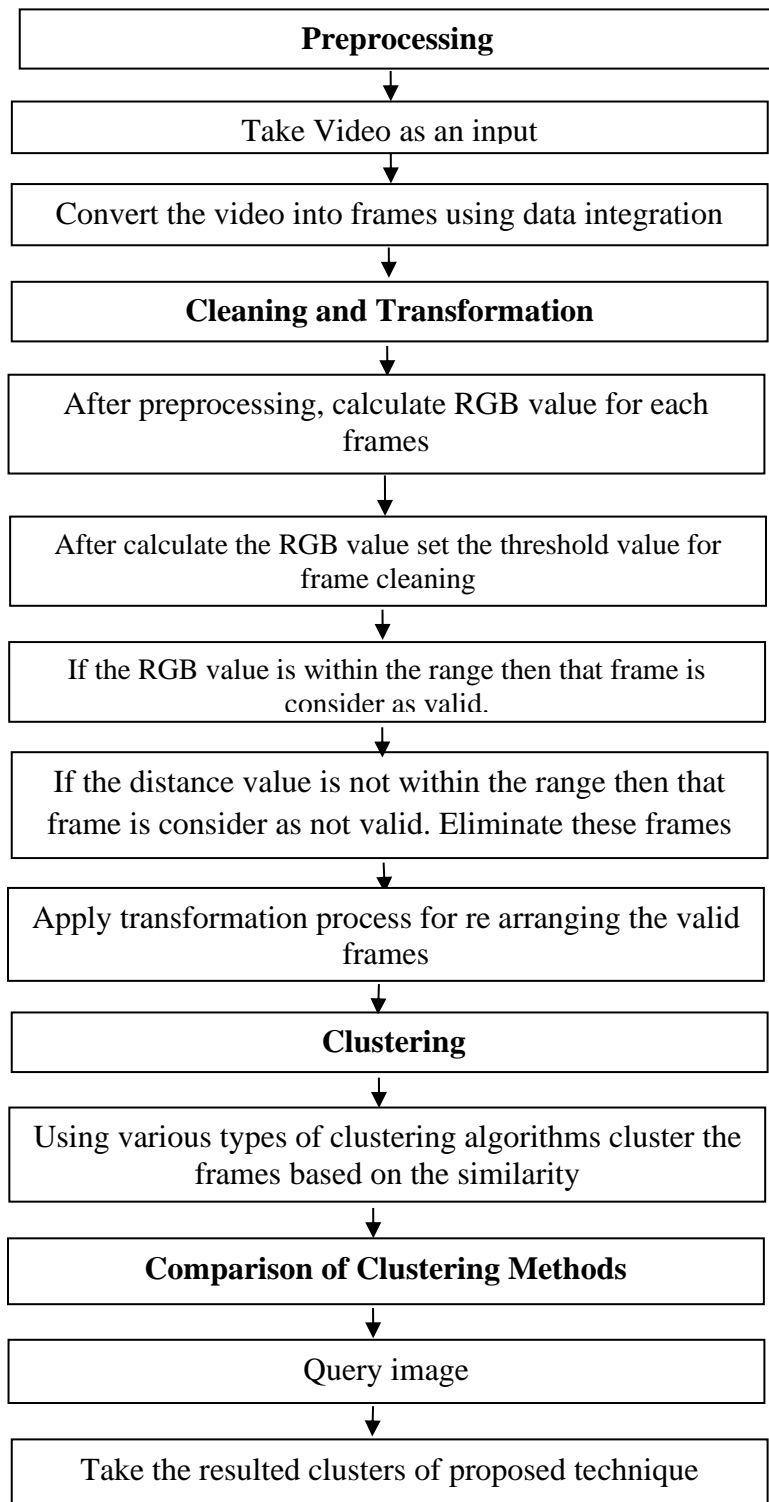 Preprocessing
Take Video as an input
Convert the video into frames using data integration
Cleaning and Transformation
After preprocessing, calculate RGB value for each
frames
After calculate the RGB value set the threshold value for
frame cleaning
If the RGB value is within the range then that frame is
consider as valid.
If the distance value is not within the range then that
frame is consider as not valid. Eliminate these frames
Apply transformation process for re arranging the valid
frames
Clustering
Using various types of clustering algorithms cluster the
frames based on the similarity
Comparison of Clustering Methods
Query image
Take the resulted clusters of proposed technique